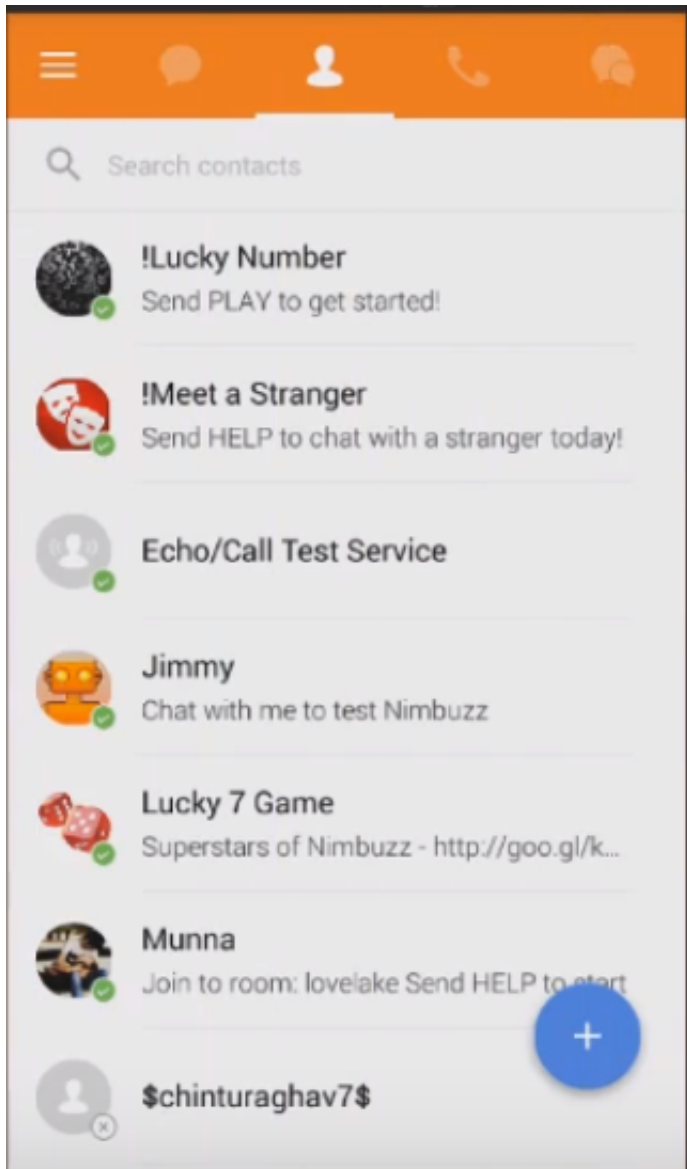 Search contacts
!Lucky Number
Send PLAY to get started!
!Meet a Stranger
Send HELP to chat with a stranger today!
Echo/Call Test Service
Jimmy
Chat with me to test Nimbuzz
Lucky 7 Game
Superstars of Nimbuzz - http://goo.gl/k...
Munna
Join to room: lovelake Send HELP to start
$chinturaghav7$